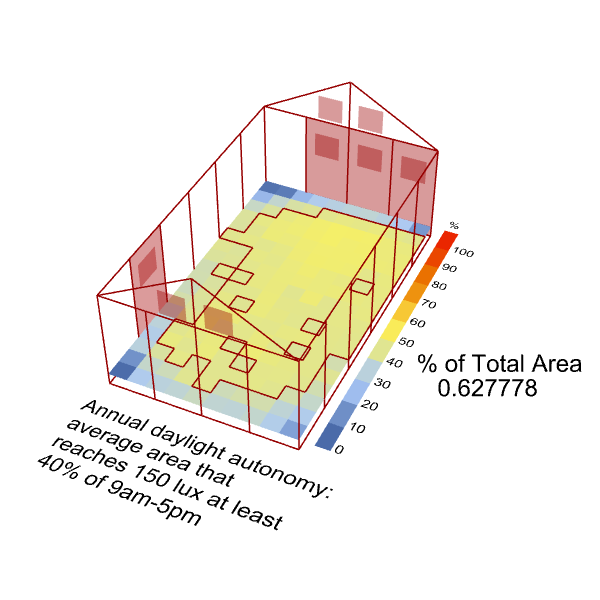 %
100
90
80
70
60
50
40
30
20
10
0
% of Total Area
0.627778
Annual daylight autonomy:
average area that
reaches 150 lux at least
40% of 9am-5pm